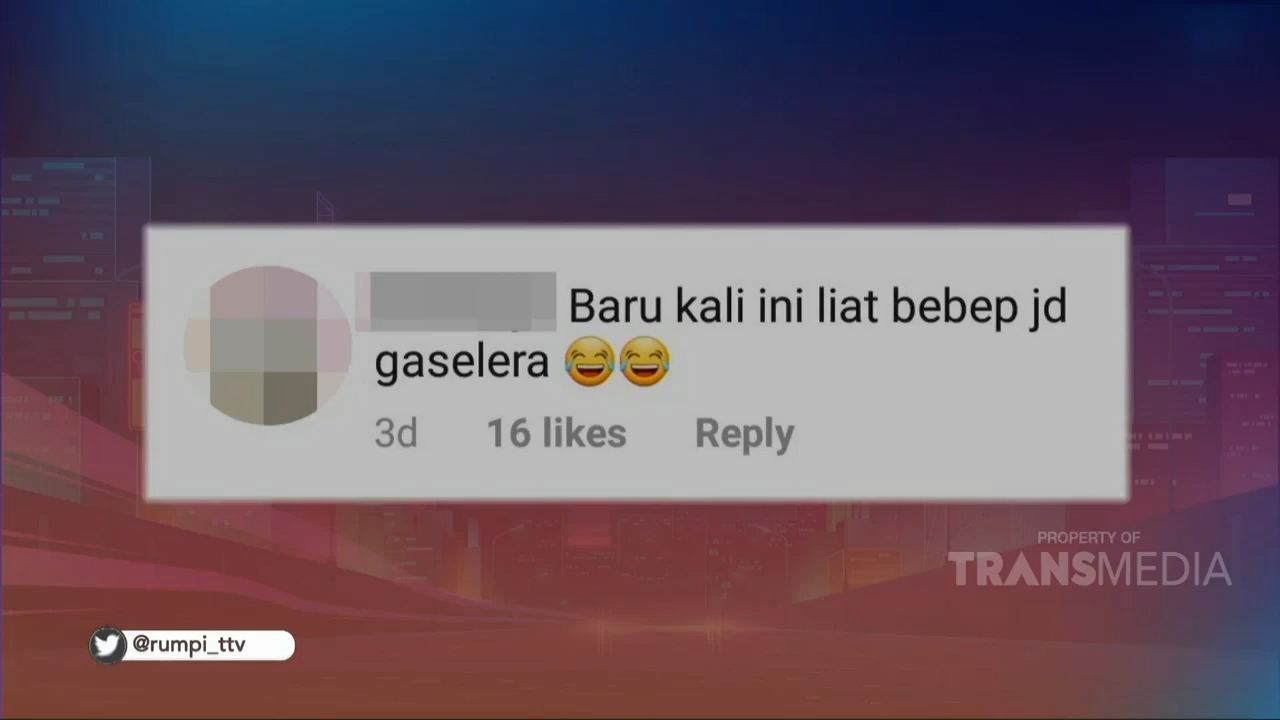 Baru kali ini liat bebep jd
gaselera 😂😂
3d 16 likes Reply
PROPERTY OF
TRANSMEDIA
@rumpi_ttv